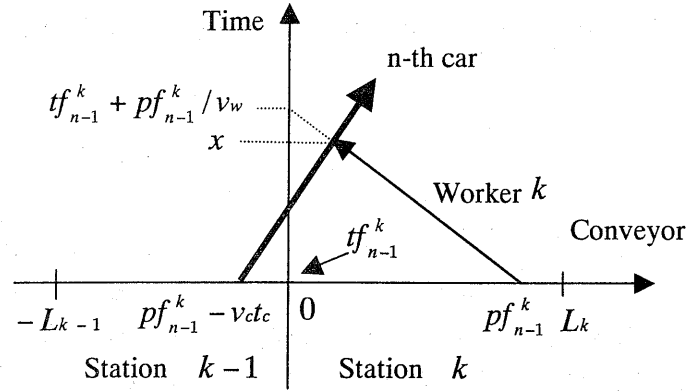 Time
n-th car
tf^k_{n-1} + pf^k_{n-1} / v_w
x
Worker k
tf^k_{n-1}
Conveyor
-L_{k-1} pf^k_{n-1} - v_c t_c 0 pf^k_{n-1} L_k
Station k-1 Station k